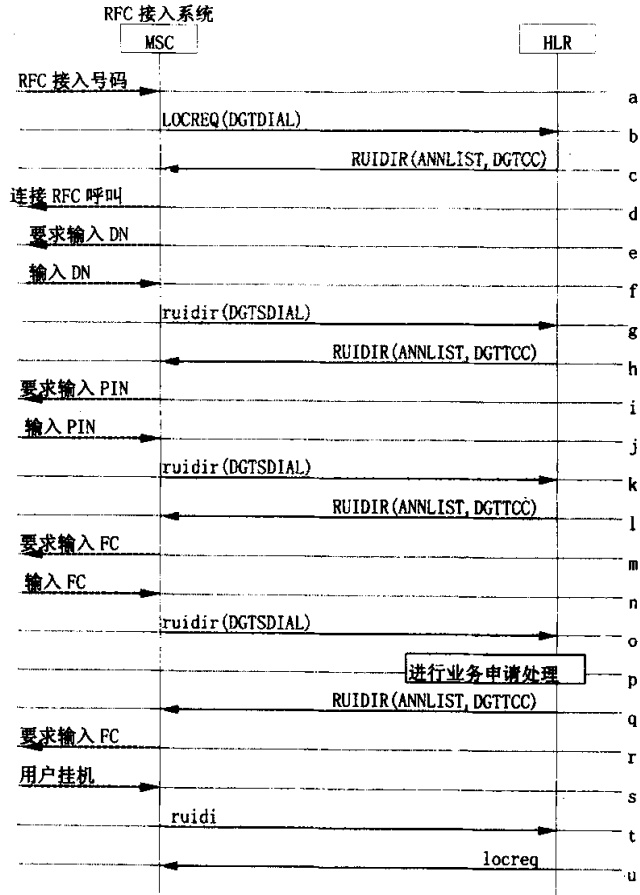 RFC 接入系统
MSC
HLR
RFC 接入号码
a
LOCREQ(DGTDIAL)
b
RUIDIR(ANNLIST,DGTCC)
c
连接 RFC 呼叫
d
要求输入 DN
e
输入 DN
f
ruidir(DGTSDIAL)
g
RUIDIR(ANNLIST,DGTTCC)
h
要求输入 PIN
i
输入 PIN
j
ruidir(DGTSDIAL)
k
RUIDIR(ANNLIST,DGTTCC)
l
要求输入 FC
m
输入 FC
n
ruidir(DGTSDIAL)
o
进行业务申请处理
p
RUIDIR(ANNLIST,DGTTCC)
q
要求输入 FC
r
用户挂机
s
ruidi
t
locreq
u